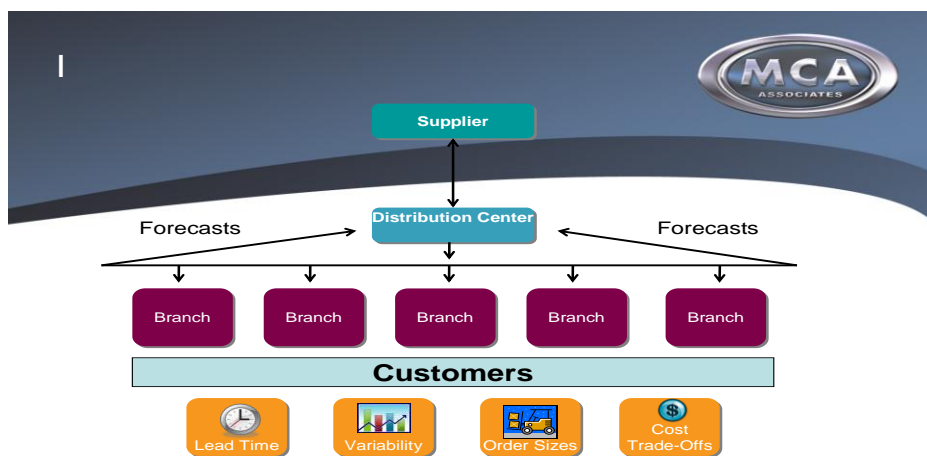 I
MCA
ASSOCIATES
Supplier
Distribution Center
Forecasts
Forecasts
Branch
Branch
Branch
Branch
Branch
Customers
Lead Time
Variability
Order Sizes
$
Cost
Trade-Offs